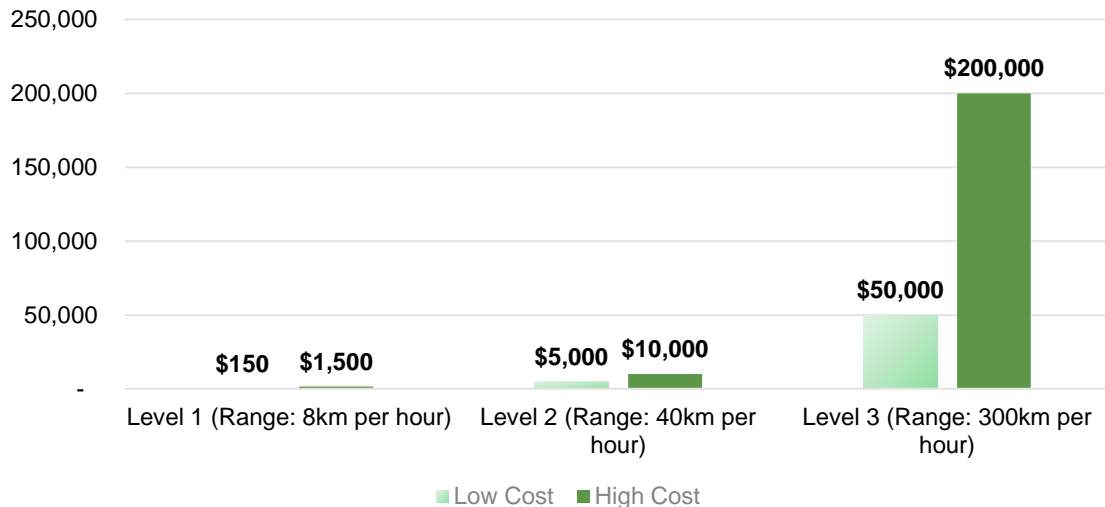 250,000
200,000
150,000
100,000
50,000
-
$150
$1,500
$5,000
$10,000
$50,000
$200,000
Level 1 (Range: 8km per hour)
Level 2 (Range: 40km per
hour)
Level 3 (Range: 300km per
hour)
Low Cost
High Cost